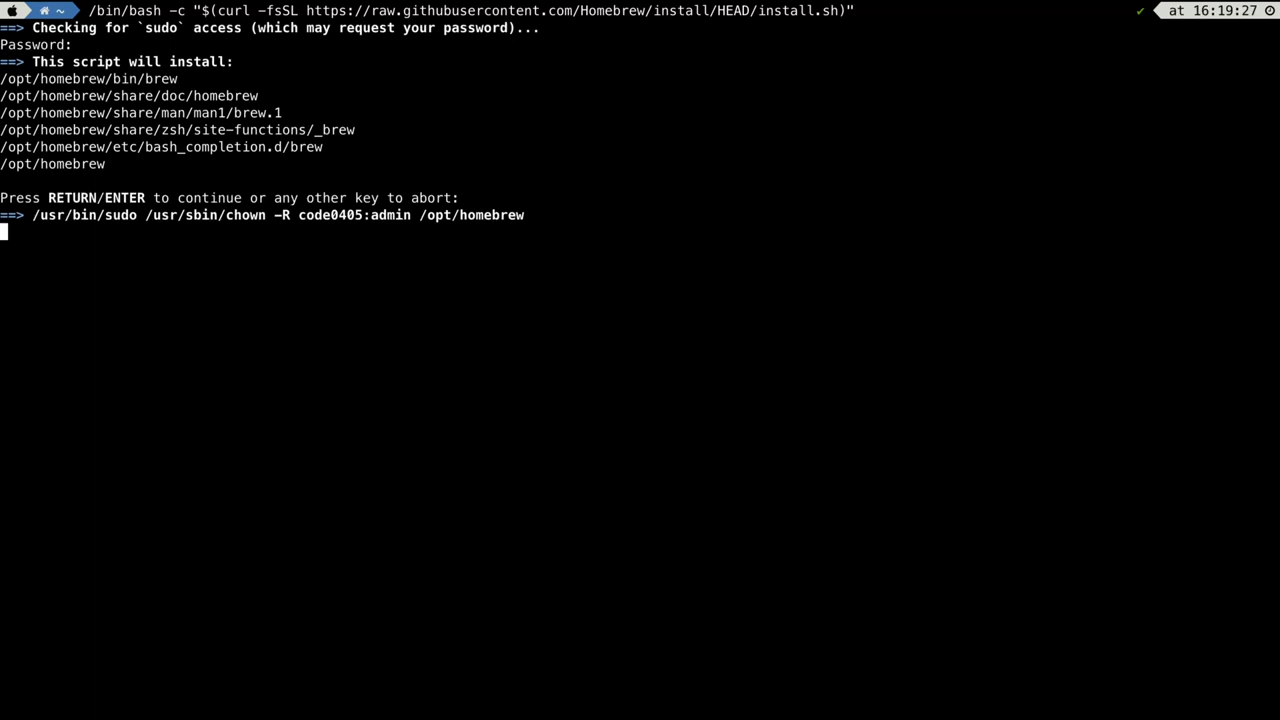 ~ /bin/bash -c "$(curl -fsSL https://raw.githubusercontent.com/Homebrew/install/HEAD/install.sh)" ✔ at 16:19:27
==> Checking for `sudo` access (which may request your password)...
Password:
==> This script will install:
/opt/homebrew/bin/brew
/opt/homebrew/share/doc/homebrew
/opt/homebrew/share/man/man1/brew.1
/opt/homebrew/share/zsh/site-functions/_brew
/opt/homebrew/etc/bash_completion.d/brew
/opt/homebrew
Press RETURN/ENTER to continue or any other key to abort:
==> /usr/bin/sudo /usr/sbin/chown -R code0405:admin /opt/homebrew